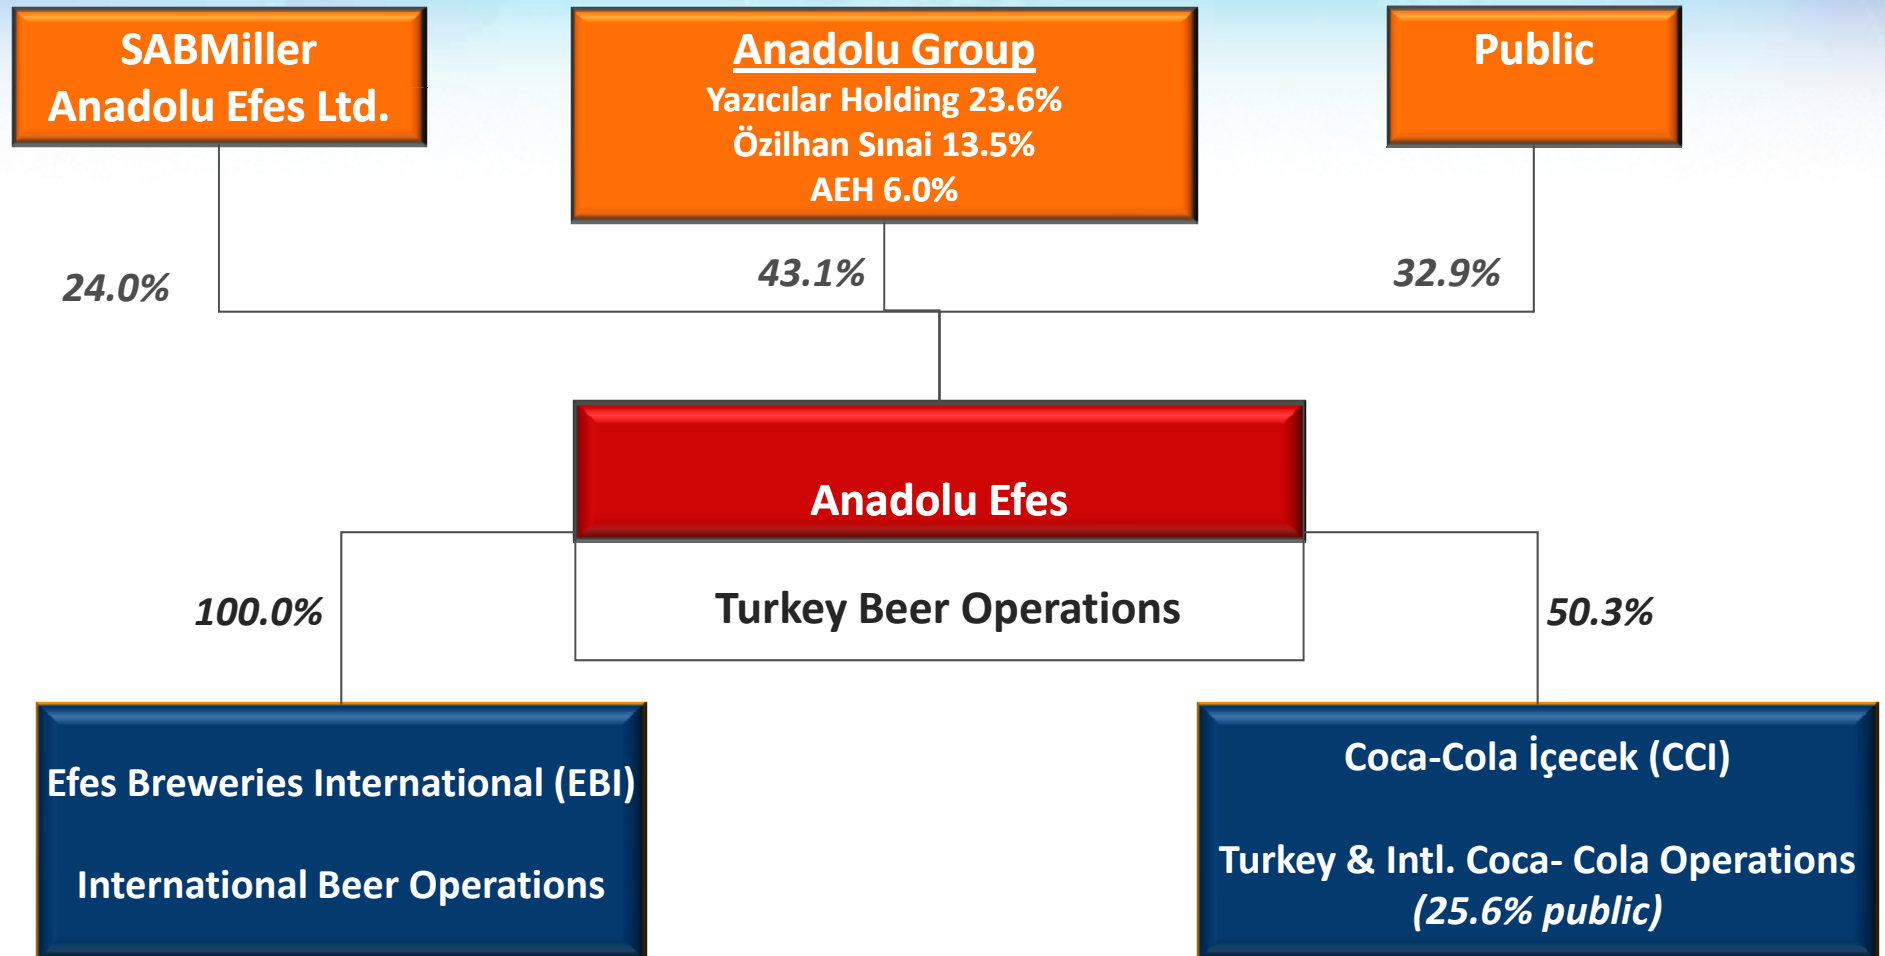 SABMiller
Anadolu Efes Ltd.
Anadolu Group
Yazıcılar Holding 23.6%
Özilhan Sınai 13.5%
AEH 6.0%
Public
24.0%
43.1%
32.9%
Anadolu Efes
Turkey Beer Operations
100.0%
50.3%
Efes Breweries International (EBI)
International Beer Operations
Coca-Cola İçecek (CCI)
Turkey & Intl. Coca- Cola Operations
(25.6% public)